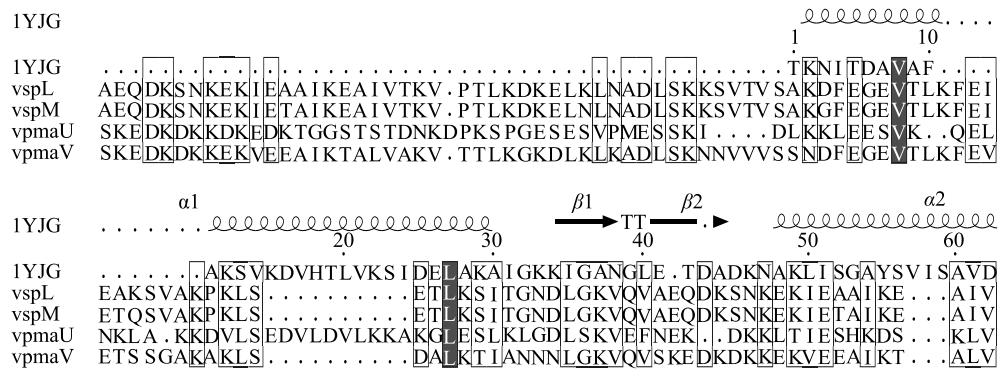 1YJG ....
1 10
1YJG ..............................................TKNITDAVAF....
vspL AEQDKSNKEKIEAAIKEAIVTKV.PTLKDKELKLNADLSKKSVTVSAKDFEGEVTLKFEI
vspM AEQDKSNKEKIETAIKEAIVTKV.PTLKDKELKLNADLSKKSVTVSAKDFEGEVTLKFEI
vpmaU SKEDKDKKDKEDKTGGSTSTDNKDPKSPGESESVPMESSKI....DLKKLEESVK..QEL
vpmaV SKEDKDKKEKVEEAIKTALVAKV.TTLKGKDLKLKADLSKNNVVVSSNDFEGEVTLKFEV
α1 β1 β2 α2
1YJG ....... TT .
20 30 40 50 60
1YJG .......AKSVKDVHTLVKSIDELAKAIGKKIGANGLE.TDADKNAKLISGAYSVISAVD
vspL EAKSVAKPKLS..........ETLKSITGNDLGKVQVAEQDKSNKEKIEAAIKE...AIV
vspM ETQSVAKPKLS..........ETLKSITGNDLGKVQVAEQDKSNKEKIETAIKE...AIV
vpmaU NKLA.KKDVLSEDVLDVLKKAKGLESLKLGDLSKVEFNEK..DKKLTIESHKDS...KLV
vpmaV ETSSGAKAKLS..........DALKTIANNNLGKVQVSKEDKDKKEKVEEAIKT...ALV